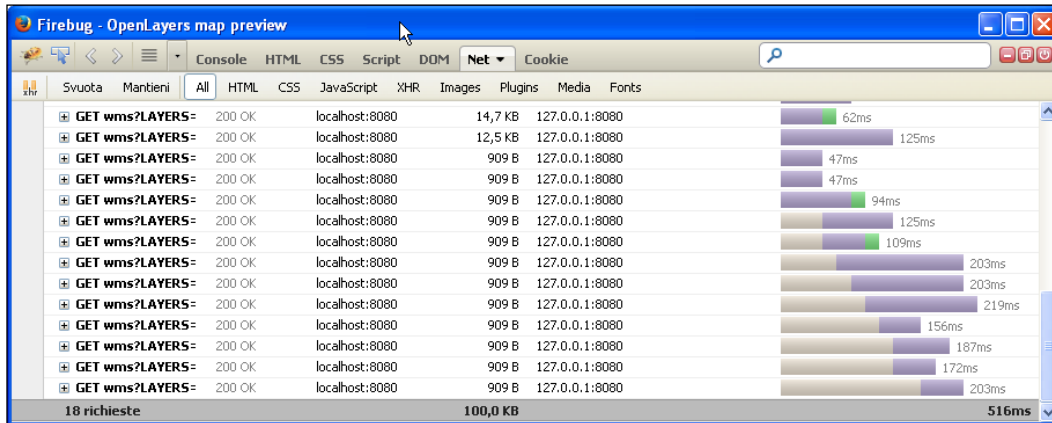 Firebug - OpenLayers map preview
Console HTML CSS Script DOM Net Cookie
xhr Svuota Mantieni All HTML CSS JavaScript XHR Images Plugins Media Fonts
GET wms?LAYERS= 200 OK localhost:8080 14,7 KB 127.0.0.1:8080 62ms
GET wms?LAYERS= 200 OK localhost:8080 12,5 KB 127.0.0.1:8080 125ms
GET wms?LAYERS= 200 OK localhost:8080 909 B 127.0.0.1:8080 47ms
GET wms?LAYERS= 200 OK localhost:8080 909 B 127.0.0.1:8080 47ms
GET wms?LAYERS= 200 OK localhost:8080 909 B 127.0.0.1:8080 94ms
GET wms?LAYERS= 200 OK localhost:8080 909 B 127.0.0.1:8080 125ms
GET wms?LAYERS= 200 OK localhost:8080 909 B 127.0.0.1:8080 109ms
GET wms?LAYERS= 200 OK localhost:8080 909 B 127.0.0.1:8080 203ms
GET wms?LAYERS= 200 OK localhost:8080 909 B 127.0.0.1:8080 203ms
GET wms?LAYERS= 200 OK localhost:8080 909 B 127.0.0.1:8080 219ms
GET wms?LAYERS= 200 OK localhost:8080 909 B 127.0.0.1:8080 156ms
GET wms?LAYERS= 200 OK localhost:8080 909 B 127.0.0.1:8080 187ms
GET wms?LAYERS= 200 OK localhost:8080 909 B 127.0.0.1:8080 172ms
GET wms?LAYERS= 200 OK localhost:8080 909 B 127.0.0.1:8080 203ms
18 richieste 100,0 KB 516ms